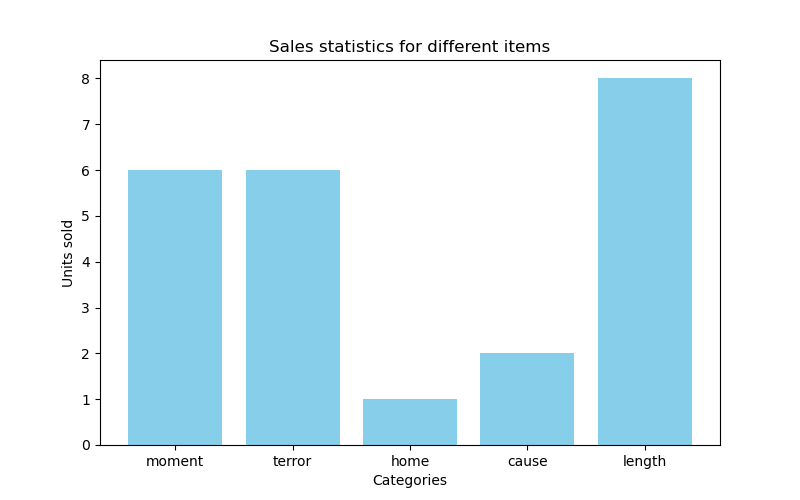 Sales statistics for different items
8
7
6
5
4
3
2
1
0
Units sold
moment terror home cause length
Categories